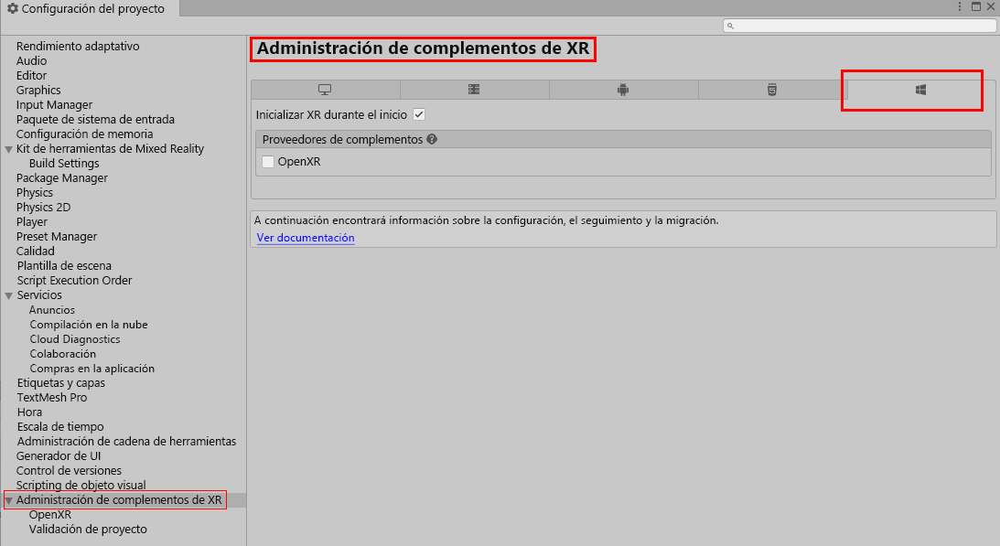 Configuración del proyecto
Rendimiento adaptativo
Audio
Editor
Graphics
Input Manager
Paquete de sistema de entrada
Configuración de memoria
Kit de herramientas de Mixed Reality
Build Settings
Package Manager
Physics
Physics 2D
Player
Preset Manager
Calidad
Plantilla de escena
Script Execution Order
Servicios
Anuncios
Compilación en la nube
Cloud Diagnostics
Colaboración
Compras en la aplicación
Etiquetas y capas
TextMesh Pro
Hora
Escala de tiempo
Administración de cadena de herramientas
Generador de UI
Control de versiones
Scripting de objeto visual
Administración de complementos de XR
OpenXR
Validación de proyecto
Administración de complementos de XR
Inicializar XR durante el inicio
Proveedores de complementos
OpenXR
A continuación encontrará información sobre la configuración, el seguimiento y la migración.
Ver documentación